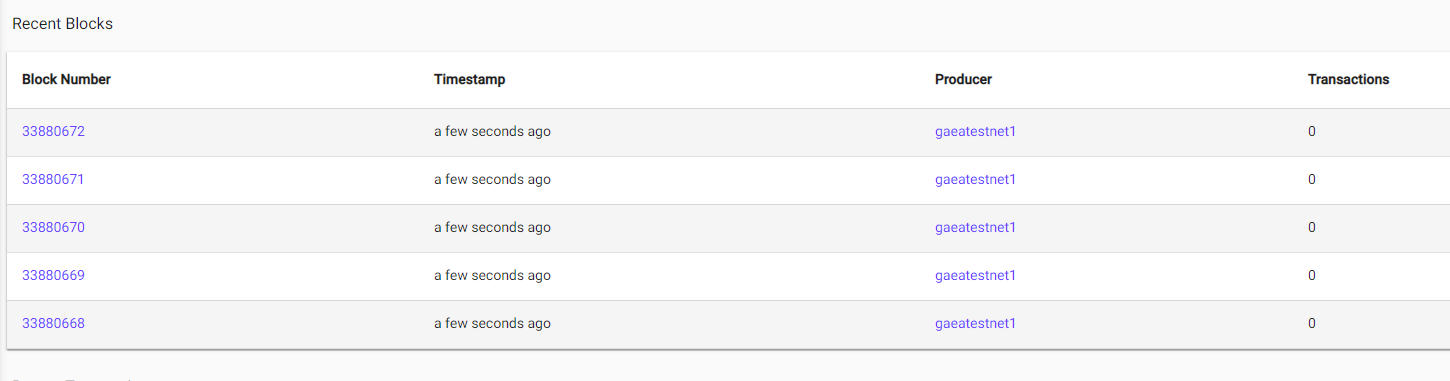 Recent Blocks
Block Number Timestamp Producer Transactions
33880672 a few seconds ago gaeatestnet1 0
33880671 a few seconds ago gaeatestnet1 0
33880670 a few seconds ago gaeatestnet1 0
33880669 a few seconds ago gaeatestnet1 0
33880668 a few seconds ago gaeatestnet1 0